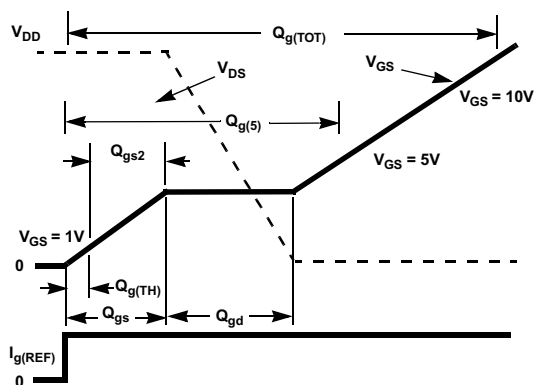 V_DD
Q_g(TOT)
V_DS
V_GS
V_GS = 10V
Q_g(5)
Q_gs2
V_GS = 5V
V_GS = 1V
0
Q_g(TH)
Q_gs
Q_gd
I_g(REF)
0